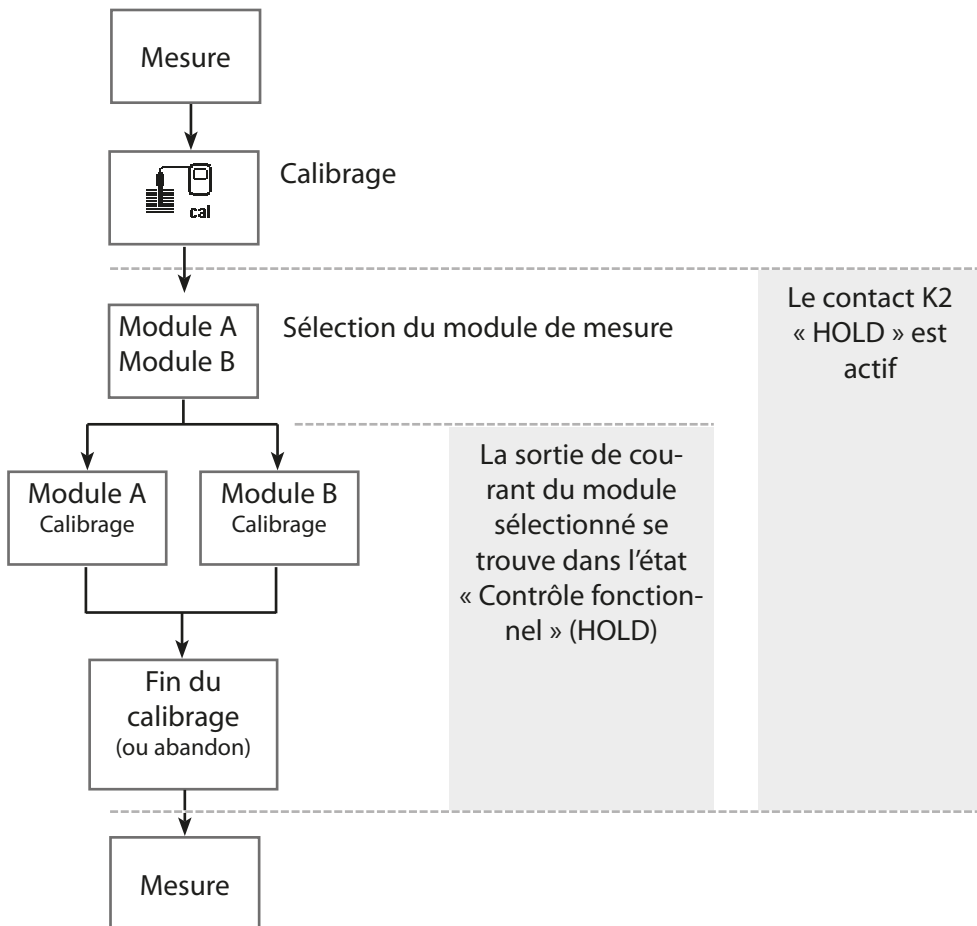 Mesure
cal
Calibrage
Module A
Module B
Sélection du module de mesure
Le contact K2
« HOLD » est
actif
Module A
Calibrage
Module B
Calibrage
La sortie de cou-
rant du module
sélectionné se
trouve dans l’état
« Contrôle fonction-
nel » (HOLD)
Fin du
calibrage
(ou abandon)
Mesure